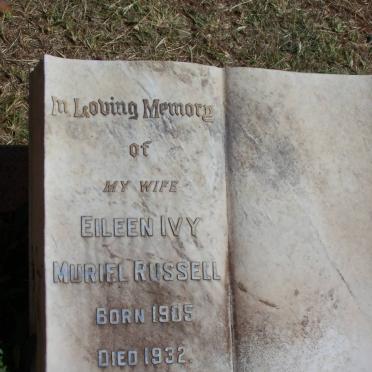 In Loving Memory
of
MY WIFE
EILEEN IVY
MURIEL RUSSELL
BORN 1905
DIED 1932